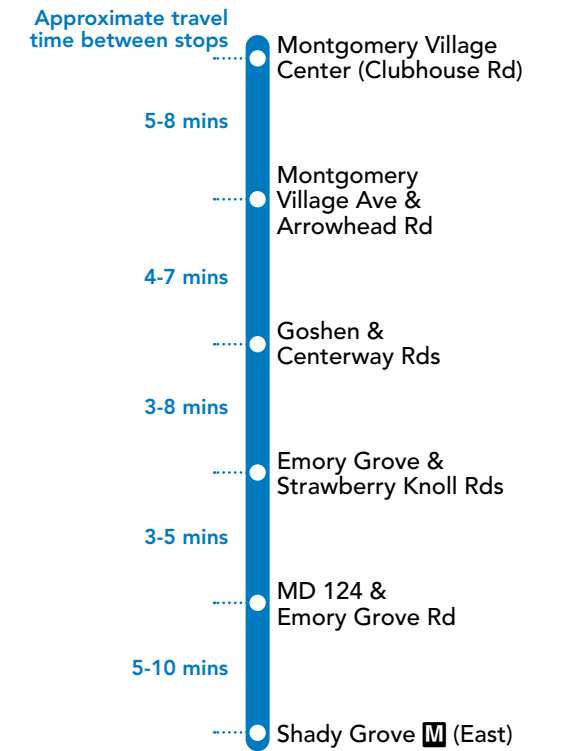 Approximate travel
time between stops
Montgomery Village
Center (Clubhouse Rd)
5-8 mins
Montgomery
Village Ave &
Arrowhead Rd
4-7 mins
Goshen &
Centerway Rds
3-8 mins
Emory Grove &
Strawberry Knoll Rds
3-5 mins
MD 124 &
Emory Grove Rd
5-10 mins
Shady Grove M (East)